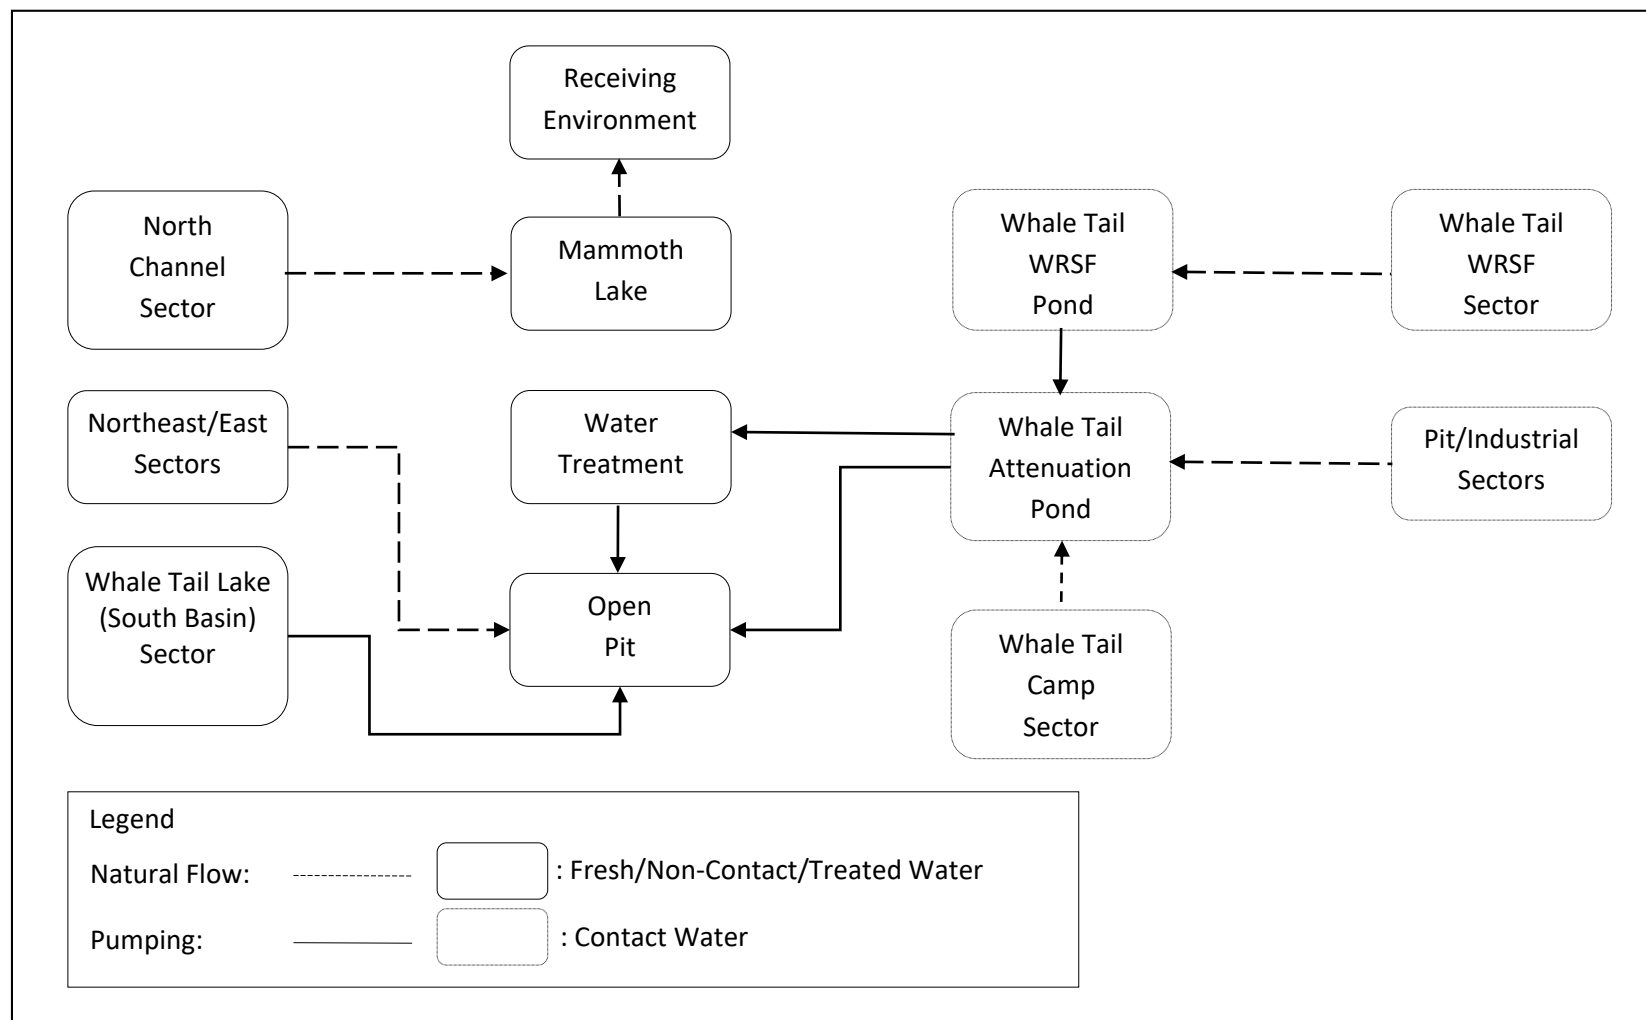 Receiving
Environment
North
Channel
Sector
Mammoth
Lake
Whale Tail
WRSF
Pond
Whale Tail
WRSF
Sector
Northeast/East
Sectors
Water
Treatment
Whale Tail
Attenuation
Pond
Pit/Industrial
Sectors
Whale Tail Lake
(South Basin)
Sector
Open
Pit
Whale Tail
Camp
Sector
Legend
Natural Flow:
: Fresh/Non-Contact/Treated Water
Pumping:
: Contact Water